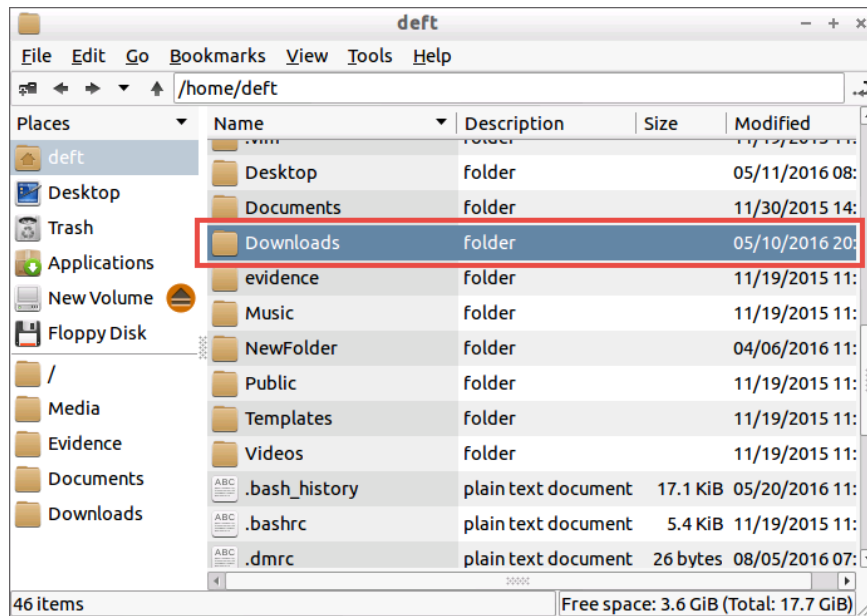 deft
File Edit Go Bookmarks View Tools Help
/home/deft
Places
deft
Desktop
Trash
Applications
New Volume
Floppy Disk
/
Media
Evidence
Documents
Downloads
Name Description Size Modified
Desktop folder 05/11/2016 08:
Documents folder 11/30/2015 14:
Downloads folder 05/10/2016 20:
evidence folder 11/19/2015 11:
Music folder 11/19/2015 11:
NewFolder folder 04/06/2016 11:
Public folder 11/19/2015 11:
Templates folder 11/19/2015 11:
Videos folder 11/19/2015 11:
ABC .bash_history plain text document 17.1 KiB 05/20/2016 11:
ABC .bashrc plain text document 5.4 KiB 11/19/2015 11:
ABC .dmrc plain text document 26 bytes 08/05/2016 07:
46 items Free space: 3.6 GiB (Total: 17.7 GiB)